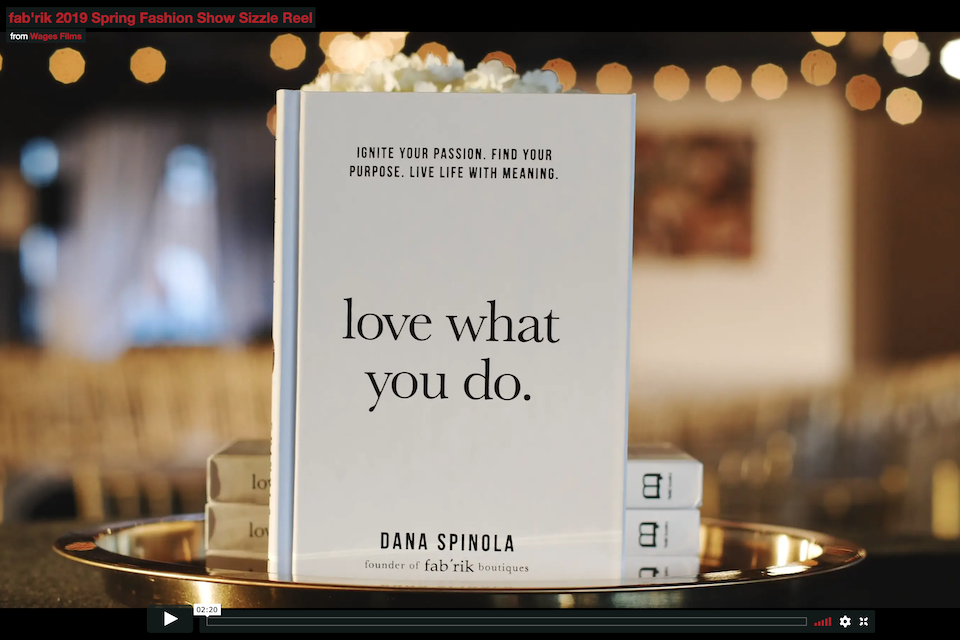 fab'rik 2019 Spring Fashion Show Sizzle Reel
from Wages Films
IGNITE YOUR PASSION. FIND YOUR
PURPOSE. LIVE LIFE WITH MEANING.
love what
you do.
DANA SPINOLA
founder of fab'rik boutiques
lo
lov
02:20